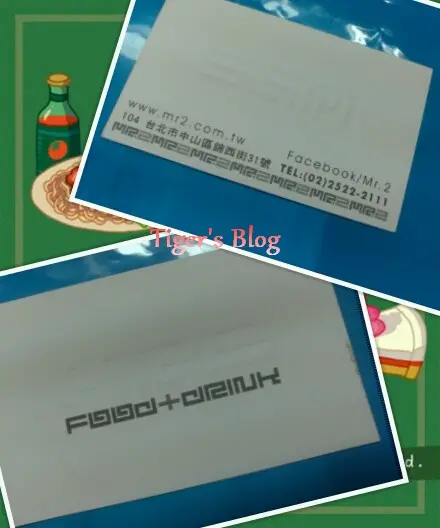 www.mr2.com.tw
Facebook/Mr.2
104 台北市中山區錦西街31號 TEL:(02)2522-2111
Tiger's Blog
FOOD+DRINK
d.